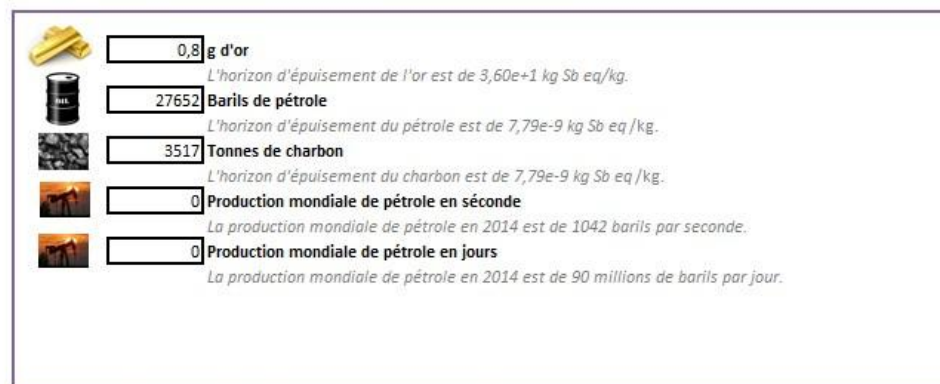 0,8 g d'or
L'horizon d'épuisement de l'or est de 3,60e+1 kg Sb eq/kg.
OIL
27652 Barils de pétrole
L'horizon d'épuisement du pétrole est de 7,79e-9 kg Sb eq /kg.
3517 Tonnes de charbon
L'horizon d'épuisement du charbon est de 7,79e-9 kg Sb eq /kg.
0 Production mondiale de pétrole en séconde
La production mondiale de pétrole en 2014 est de 1042 barils par seconde.
0 Production mondiale de pétrole en jours
La production mondiale de pétrole en 2014 est de 90 millions de barils par jour.